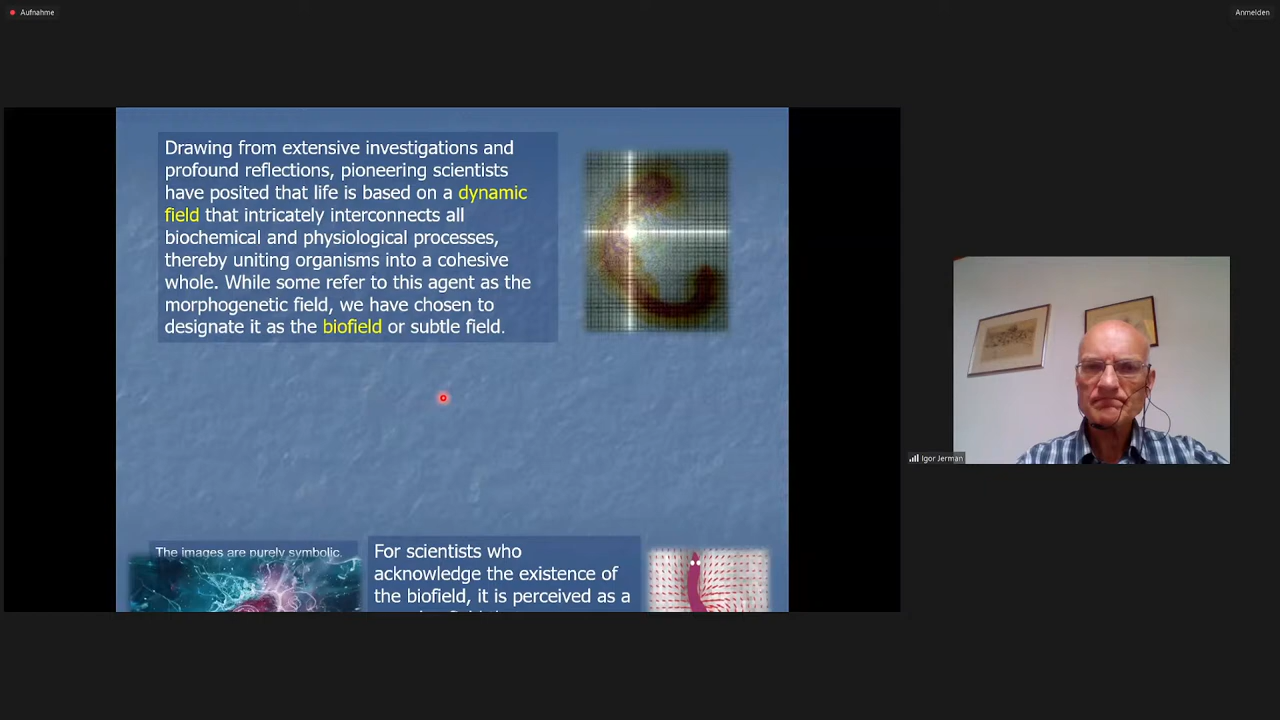 Aufnahme
Anmelden
Drawing from extensive investigations and
profound reflections, pioneering scientists
have posited that life is based on a dynamic
field that intricately interconnects all
biochemical and physiological processes,
thereby uniting organisms into a cohesive
whole. While some refer to this agent as the
morphogenetic field, we have chosen to
designate it as the biofield or subtle field.
Igor Jerman
The images are purely symbolic.
For scientists who
acknowledge the existence of
the biofield, it is perceived as a